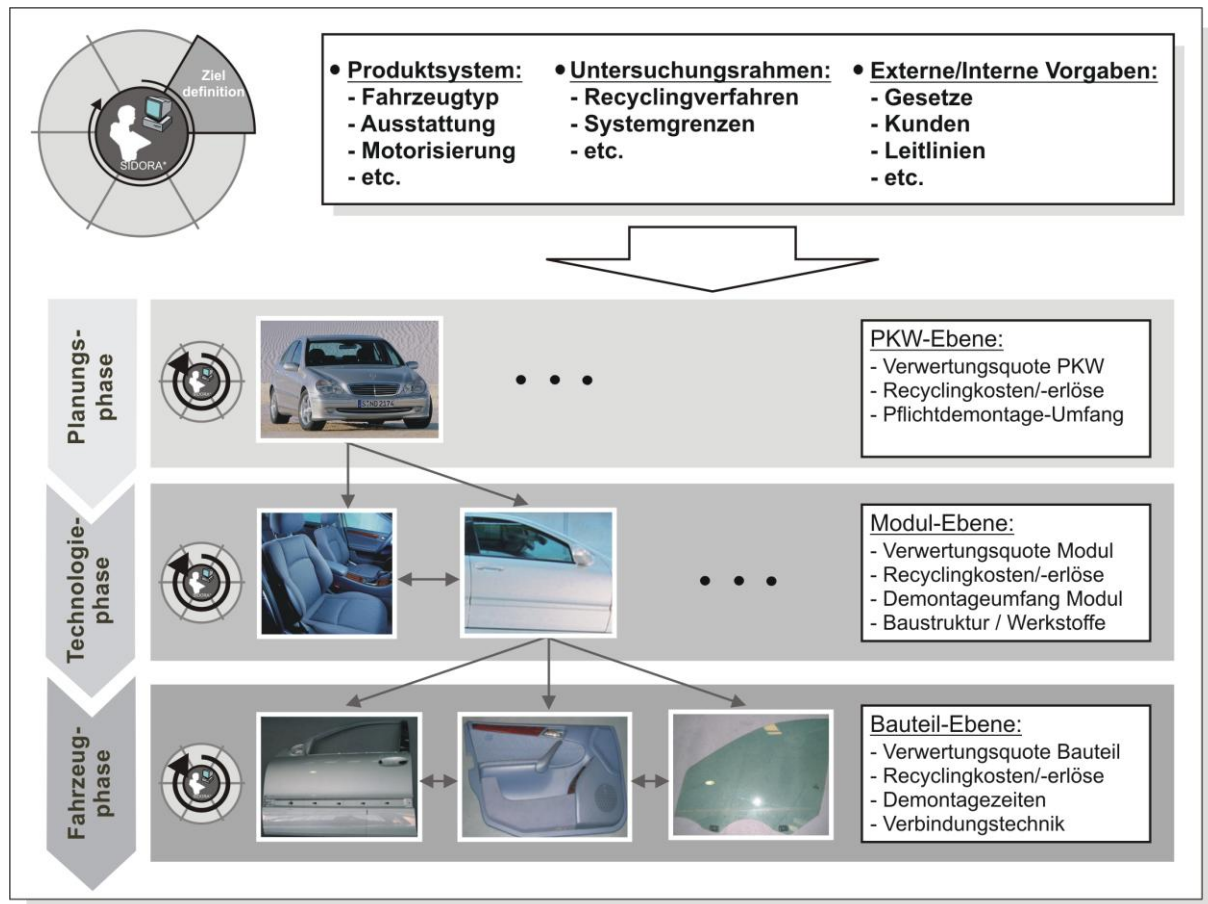 Ziel
definition
SIDORA*
• Produktsystem:
- Fahrzeugtyp
- Ausstattung
- Motorisierung
- etc.
• Untersuchungsrahmen:
- Recyclingverfahren
- Systemgrenzen
- etc.
• Externe/Interne Vorgaben:
- Gesetze
- Kunden
- Leitlinien
- etc.
Planungs-
phase
PKW-Ebene:
- Verwertungsquote PKW
- Recyclingkosten/-erlöse
- Pflichtdemontage-Umfang
Technologie-
phase
Modul-Ebene:
- Verwertungsquote Modul
- Recyclingkosten/-erlöse
- Demontageumfang Modul
- Baustruktur / Werkstoffe
Fahrzeug-
phase
Bauteil-Ebene:
- Verwertungsquote Bauteil
- Recyclingkosten/-erlöse
- Demontagezeiten
- Verbindungstechnik